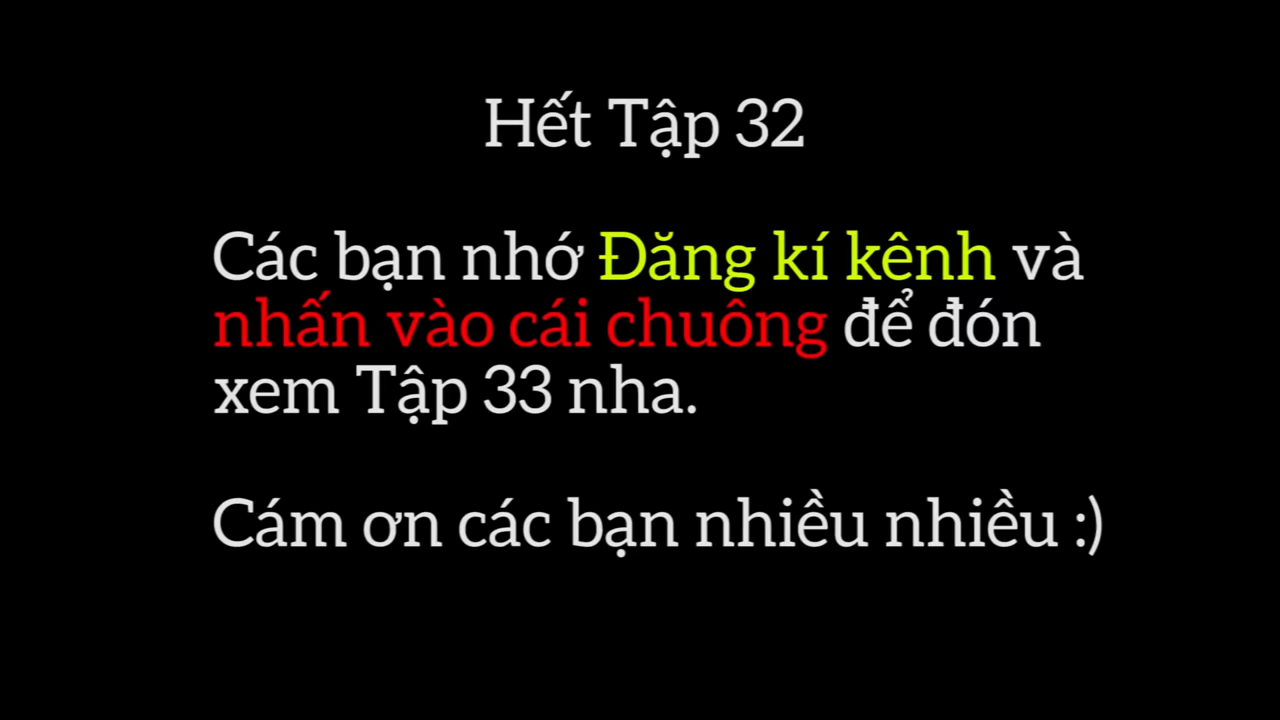 Hết Tập 32
Các bạn nhớ Đăng kí kênh và
nhấn vào cái chuông để đón
xem Tập 33 nha.
Cám ơn các bạn nhiều nhiều :)